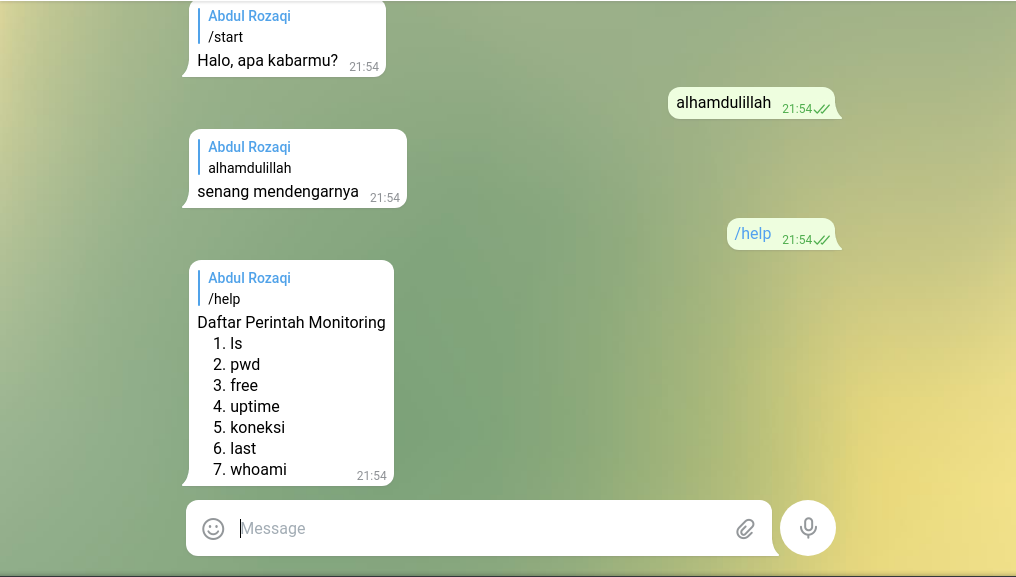 Abdul Rozaqi
/start
Halo, apa kabarmu? 21:54
alhamdulillah 21:54
Abdul Rozaqi
alhamdulillah
senang mendengarnya 21:54
/help 21:54
Abdul Rozaqi
/help
Daftar Perintah Monitoring
1. ls
2. pwd
3. free
4. uptime
5. koneksi
6. last
7. whoami 21:54
Message